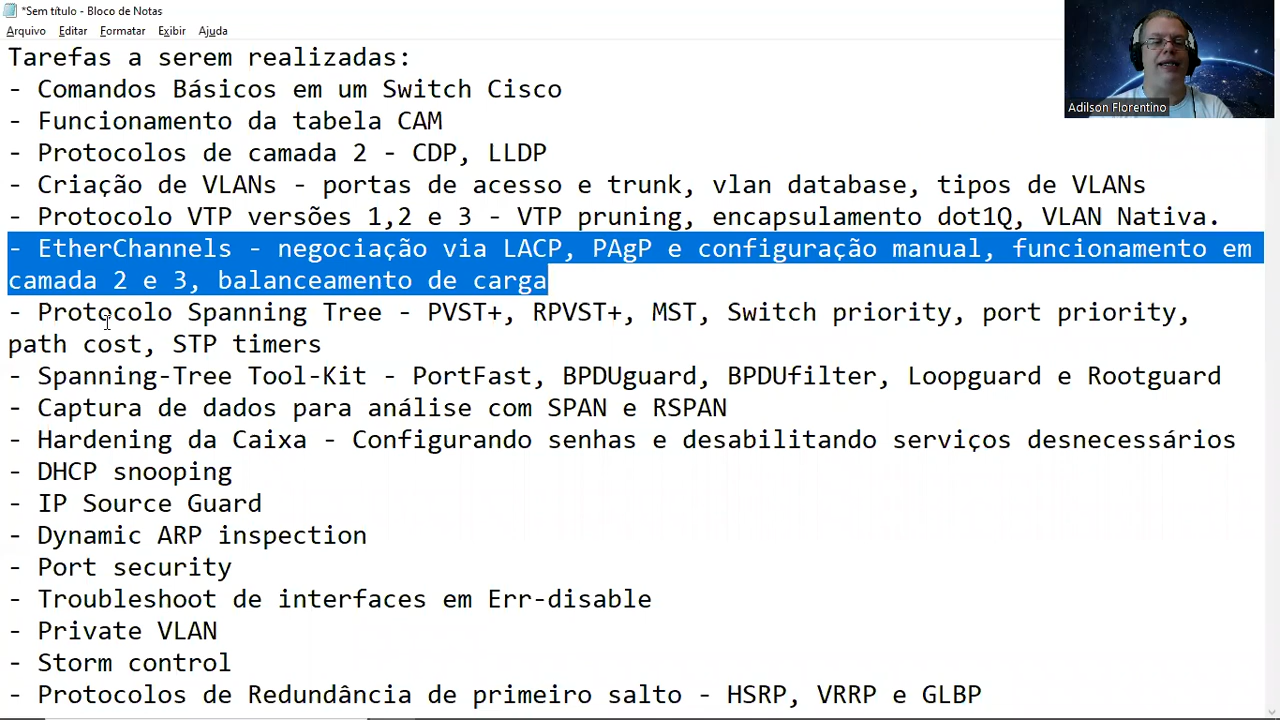 *Sem título - Bloco de Notas
Arquivo Editar Formatar Exibir Ajuda
Tarefas a serem realizadas:
- Comandos Básicos em um Switch Cisco
- Funcionamento da tabela CAM
- Protocolos de camada 2 - CDP, LLDP
- Criação de VLANs - portas de acesso e trunk, vlan database, tipos de VLANs
- Protocolo VTP versões 1,2 e 3 - VTP pruning, encapsulamento dot1Q, VLAN Nativa.
- EtherChannels - negociação via LACP, PAgP e configuração manual, funcionamento em
camada 2 e 3, balanceamento de carga
- Protocolo Spanning Tree - PVST+, RPVST+, MST, Switch priority, port priority,
path cost, STP timers
- Spanning-Tree Tool-Kit - PortFast, BPDUguard, BPDUfilter, Loopguard e Rootguard
- Captura de dados para análise com SPAN e RSPAN
- Hardening da Caixa - Configurando senhas e desabilitando serviços desnecessários
- DHCP snooping
- IP Source Guard
- Dynamic ARP inspection
- Port security
- Troubleshoot de interfaces em Err-disable
- Private VLAN
- Storm control
- Protocolos de Redundância de primeiro salto - HSRP, VRRP e GLBP
Adilson Florentino